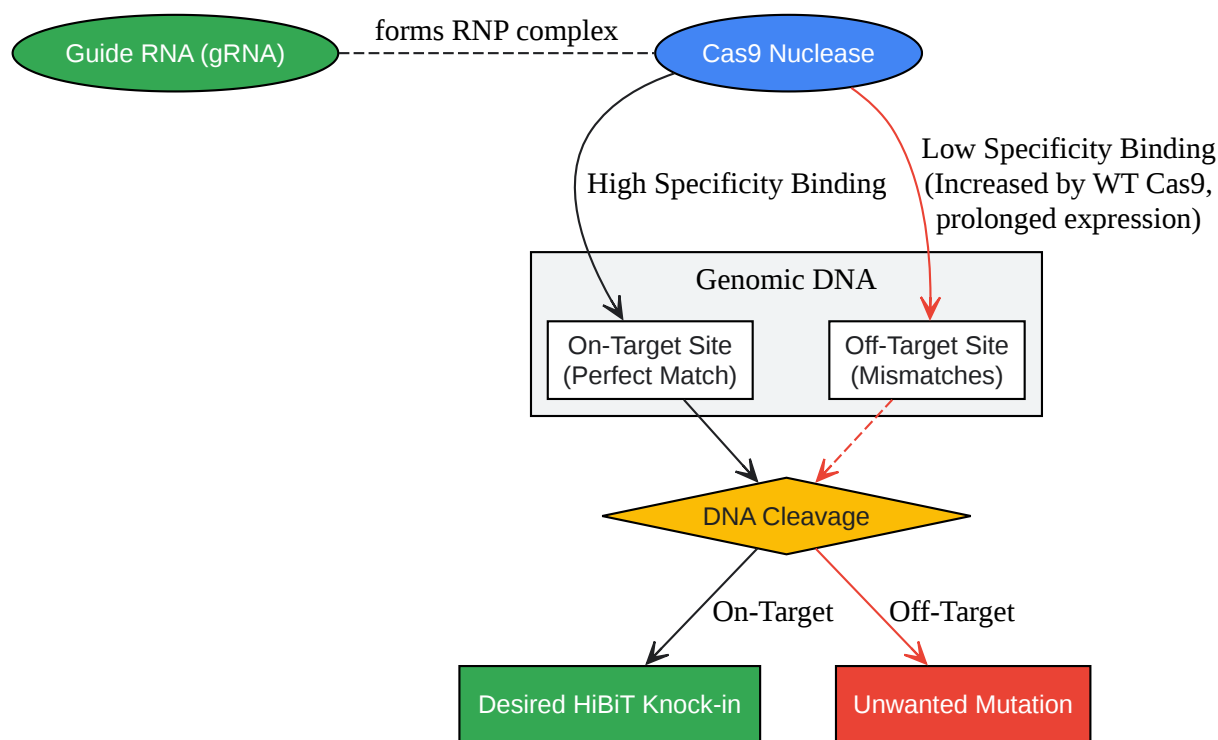 forms RNP complex
Guide RNA (gRNA)
Cas9 Nuclease
High Specificity Binding
Low Specificity Binding
(Increased by WT Cas9,
prolonged expression)
Genomic DNA
On-Target Site
(Perfect Match)
Off-Target Site
(Mismatches)
DNA Cleavage
On-Target
Off-Target
Desired HiBiT Knock-in
Unwanted Mutation